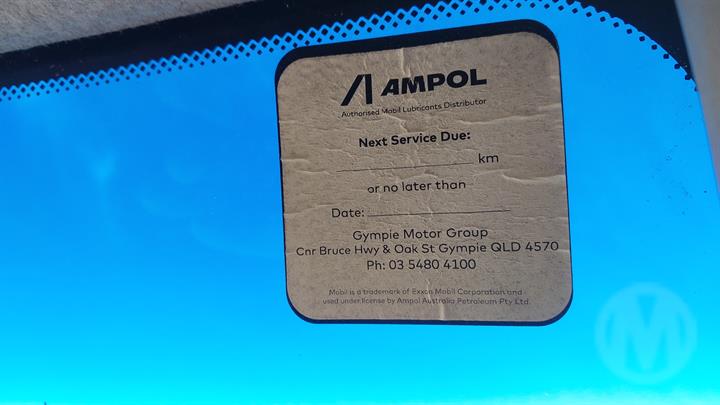 AMPOL
Authorised Mobil Lubricants Distributor
Next Service Due:
km
or no later than
Date:
Gympie Motor Group
Cnr Bruce Hwy & Oak St Gympie QLD 4570
Ph: 03 5480 4100
Mobil is a trademark of Exxon Mobil Corporation and
used under license by Ampol Australia Petroleum Pty Ltd.
M